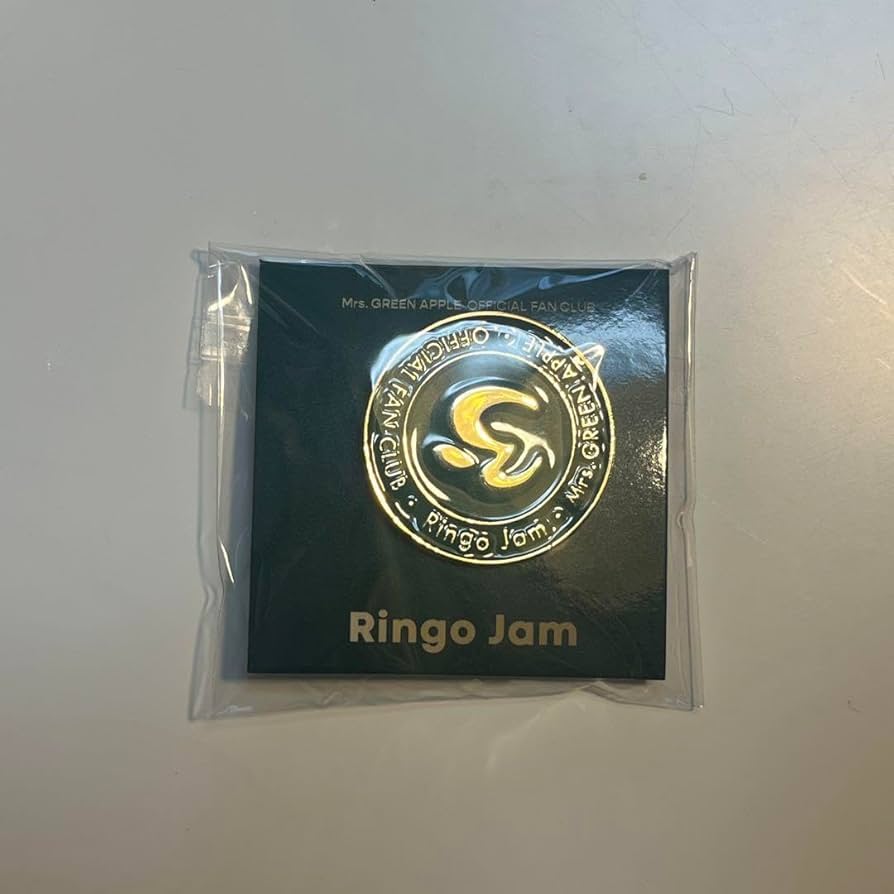 Mrs. GREEN APPLE OFFICIAL FAN CLUB
Mrs. GREEN APPLE · OFFICIAL FAN CLUB ·
Ringo Jam
Ringo Jam